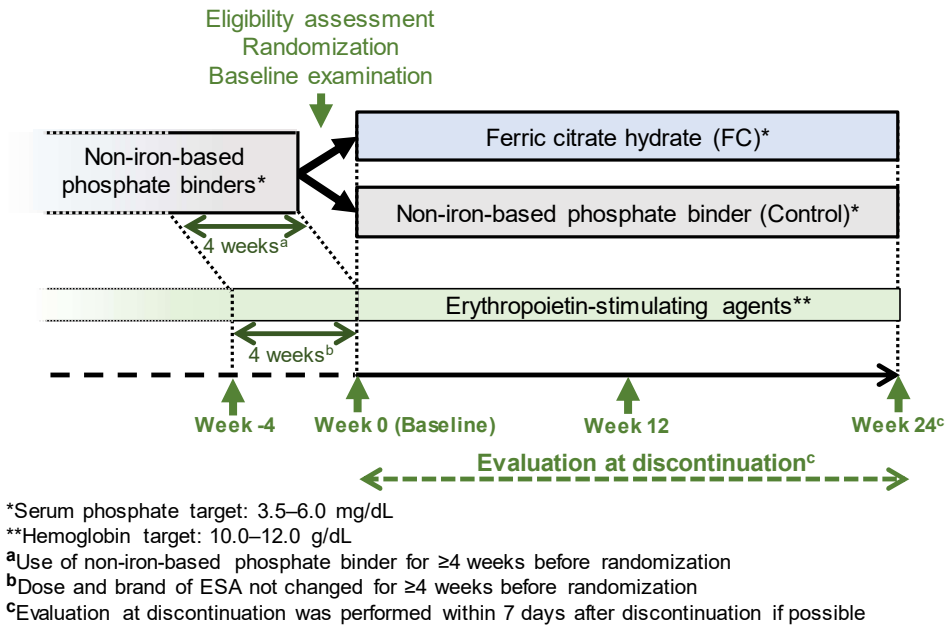 Eligibility assessment
Randomization
Baseline examination
Non-iron-based
phosphate binders*
Ferric citrate hydrate (FC)*
Non-iron-based phosphate binder (Control)*
4 weeksᵃ
Erythropoietin-stimulating agents**
4 weeksᵇ
Week -4
Week 0 (Baseline)
Week 12
Week 24ᶜ
Evaluation at discontinuationᶜ
*Serum phosphate target: 3.5–6.0 mg/dL
**Hemoglobin target: 10.0–12.0 g/dL
ᵃUse of non-iron-based phosphate binder for ≥4 weeks before randomization
ᵇDose and brand of ESA not changed for ≥4 weeks before randomization
ᶜEvaluation at discontinuation was performed within 7 days after discontinuation if possible